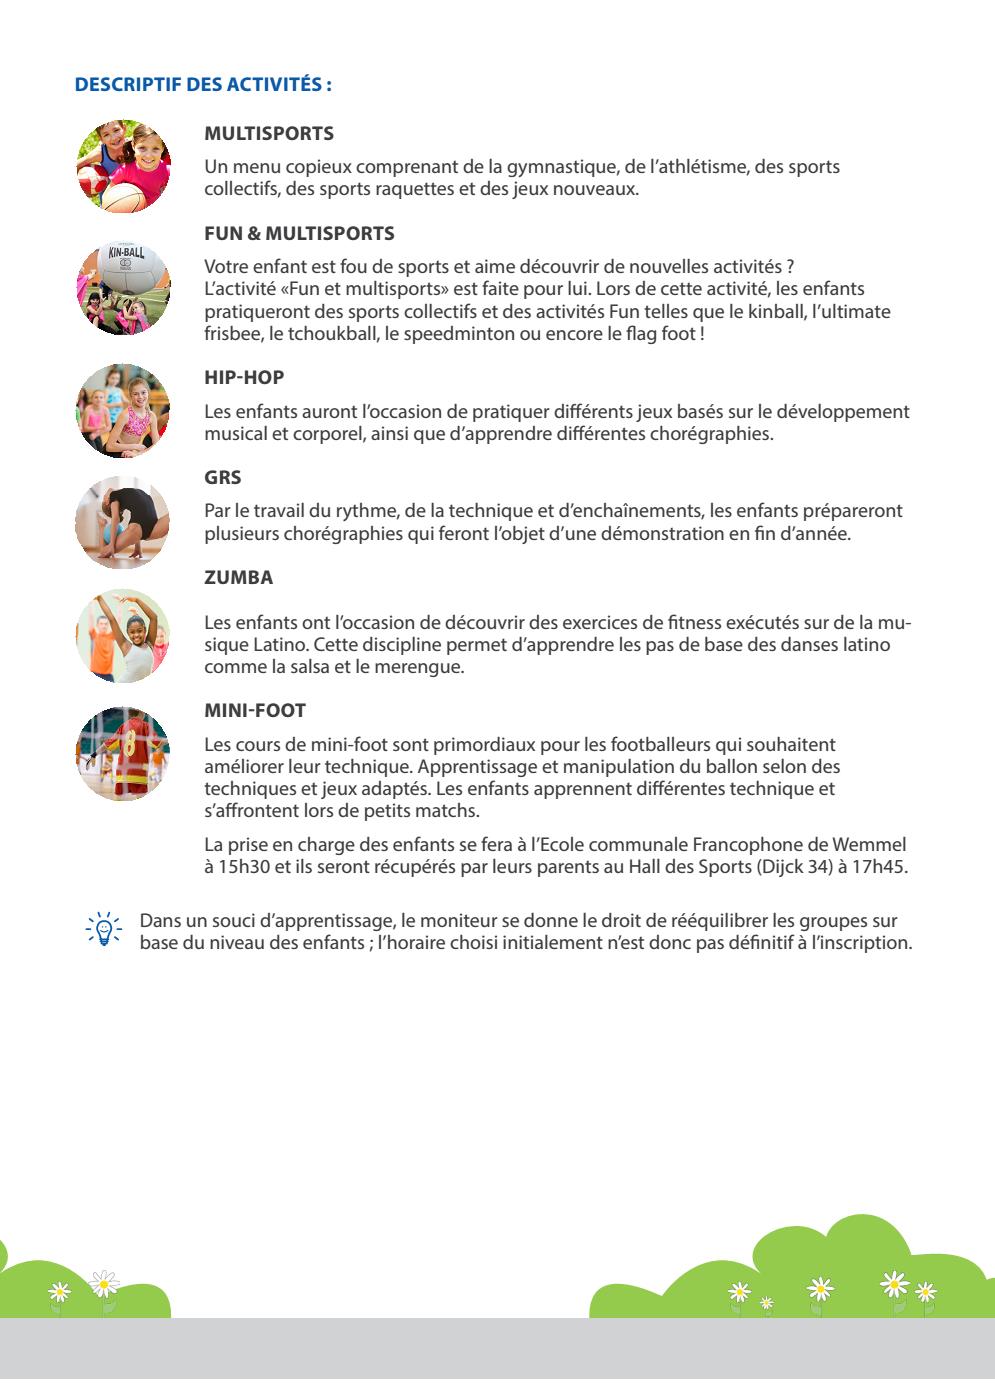 DESCRIPTIF DES ACTIVITÉS :
MULTISPORTS
Un menu copieux comprenant de la gymnastique, de l’athlétisme, des sports
collectifs, des sports raquettes et des jeux nouveaux.
KIN-BALL
FUN & MULTISPORTS
Votre enfant est fou de sports et aime découvrir de nouvelles activités ?
L’activité «Fun et multisports» est faite pour lui. Lors de cette activité, les enfants
pratiqueront des sports collectifs et des activités Fun telles que le kinball, l’ultimate
frisbee, le tchoukball, le speedminton ou encore le flag foot !
HIP-HOP
Les enfants auront l’occasion de pratiquer différents jeux basés sur le développement
musical et corporel, ainsi que d’apprendre différentes chorégraphies.
GRS
Par le travail du rythme, de la technique et d’enchaînements, les enfants prépareront
plusieurs chorégraphies qui feront l’objet d’une démonstration en fin d’année.
ZUMBA
Les enfants ont l’occasion de découvrir des exercices de fitness exécutés sur de la mu-
sique Latino. Cette discipline permet d’apprendre les pas de base des danses latino
comme la salsa et le merengue.
8
MINI-FOOT
Les cours de mini-foot sont primordiaux pour les footballeurs qui souhaitent
améliorer leur technique. Apprentissage et manipulation du ballon selon des
techniques et jeux adaptés. Les enfants apprennent différentes technique et
s’affrontent lors de petits matchs.
La prise en charge des enfants se fera à l’Ecole communale Francophone de Wemmel
à 15h30 et ils seront récupérés par leurs parents au Hall des Sports (Dijck 34) à 17h45.
Dans un souci d’apprentissage, le moniteur se donne le droit de rééquilibrer les groupes sur
base du niveau des enfants ; l’horaire choisi initialement n’est donc pas définitif à l’inscription.